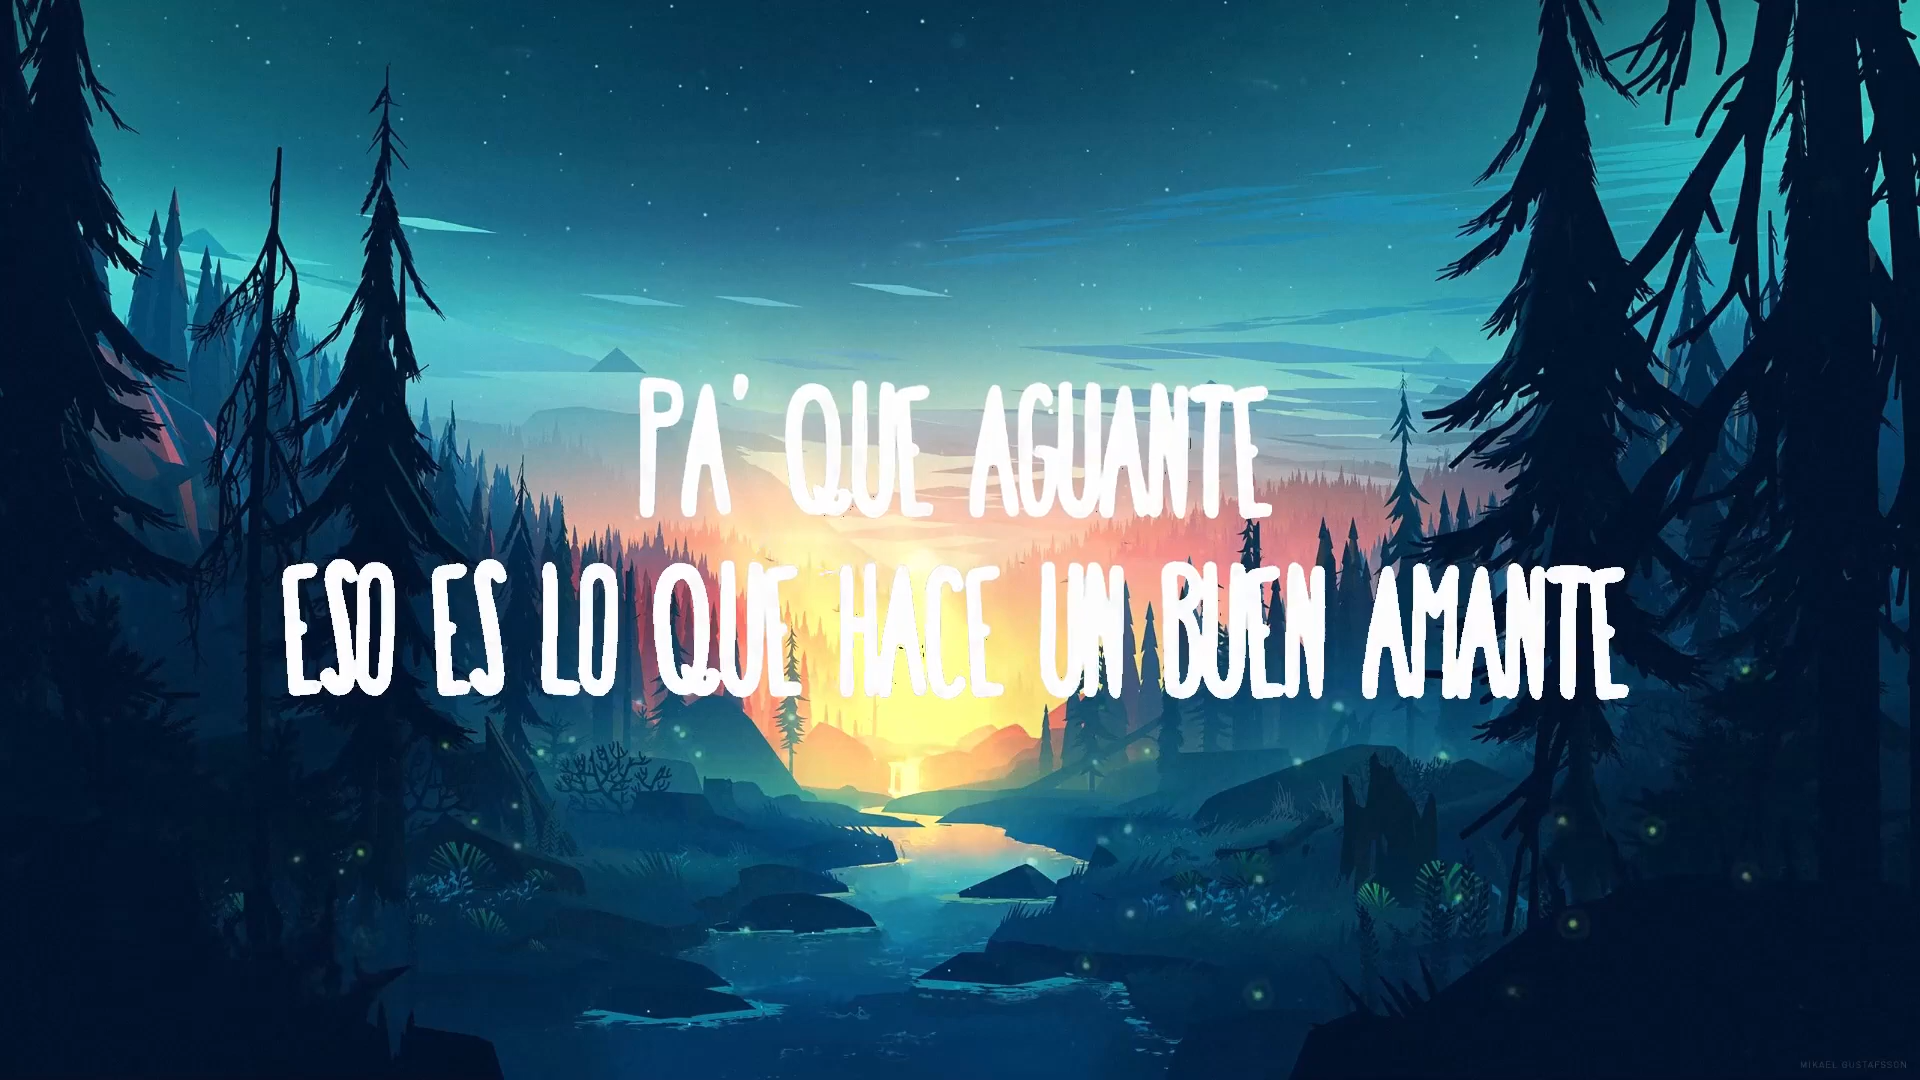 PA' QUE AGUANTE
ESO ES LO QUE HACE UN BUEN AMANTE
MIKAEL GUSTAFSSON